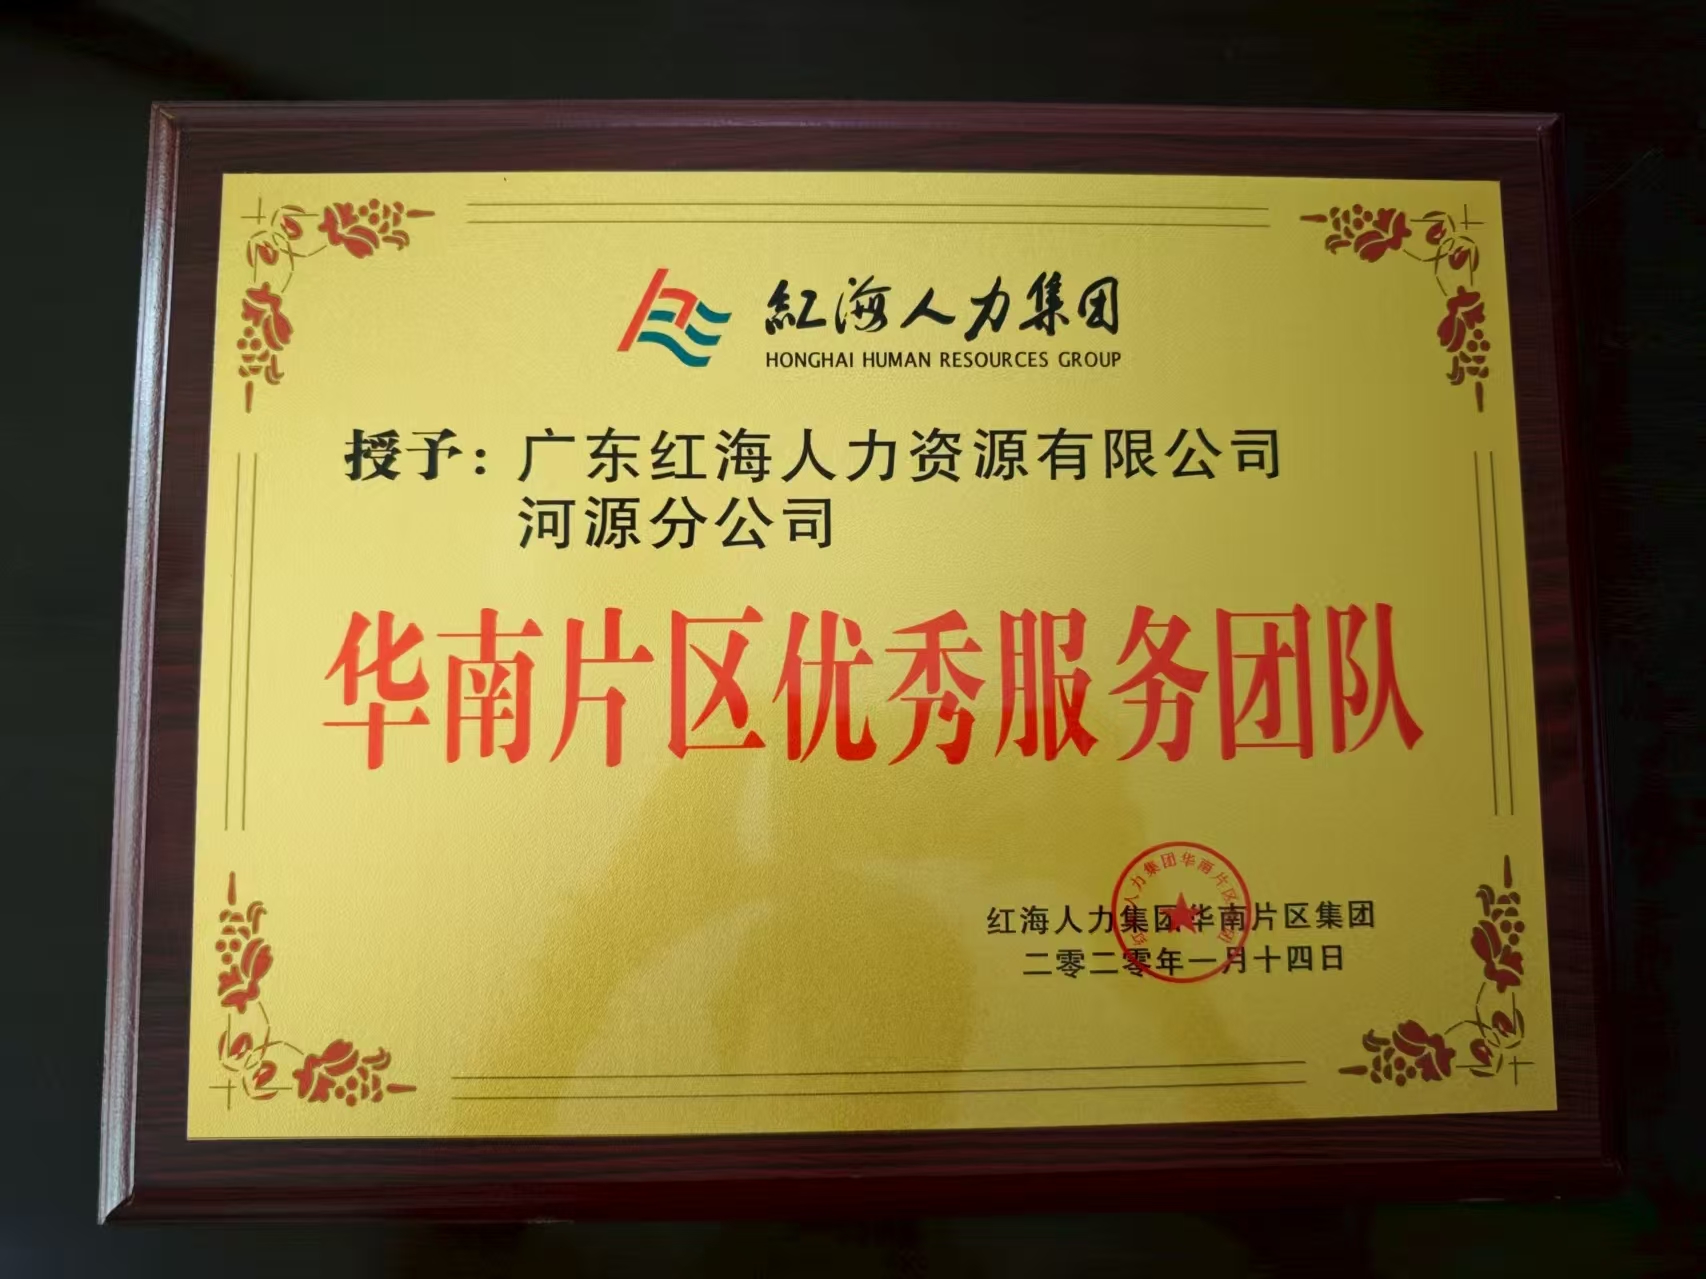 紅海人力集团
HONGHAI HUMAN RESOURCES GROUP
授予：广东红海人力资源有限公司
河源分公司
华南片区优秀服务团队
红海人力集团华南片区集团
二零二零年一月十四日